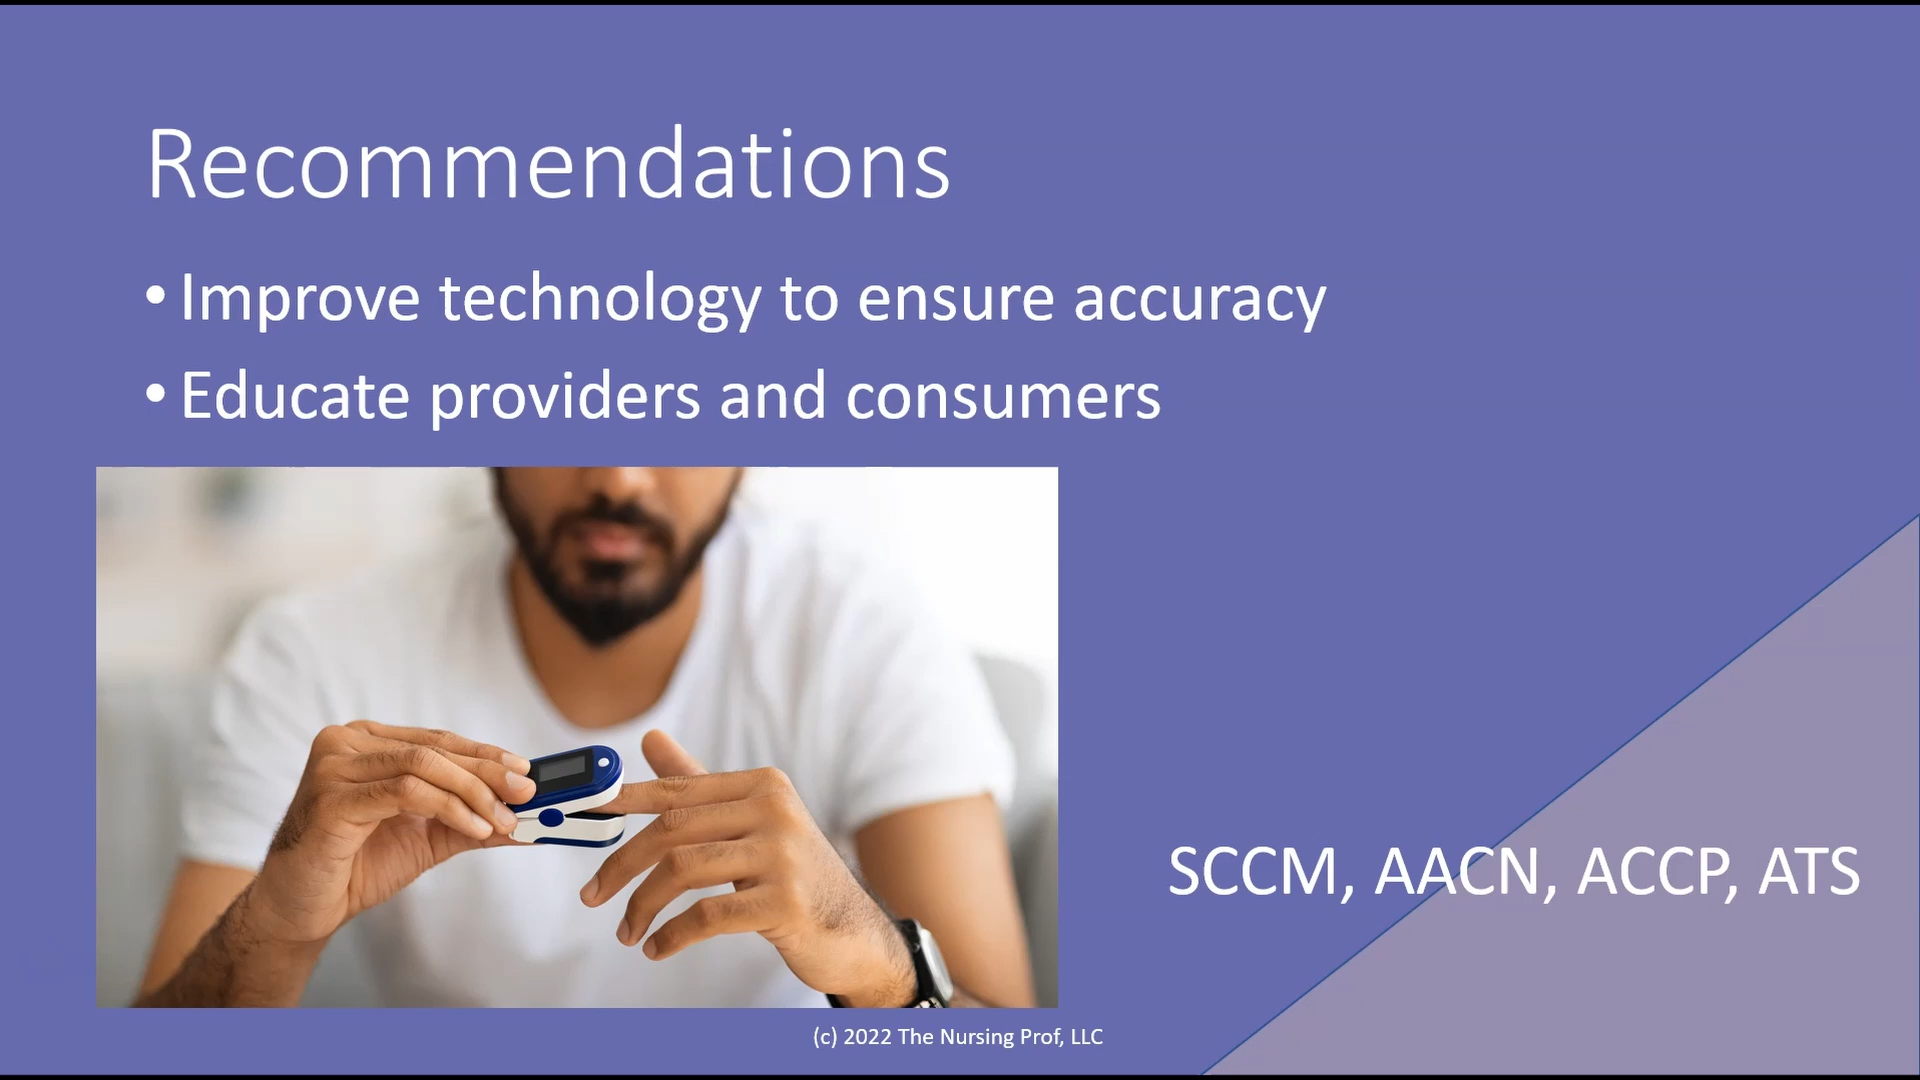 Recommendations
• Improve technology to ensure accuracy
• Educate providers and consumers
SCCM, AACN, ACCP, ATS
(c) 2022 The Nursing Prof, LLC